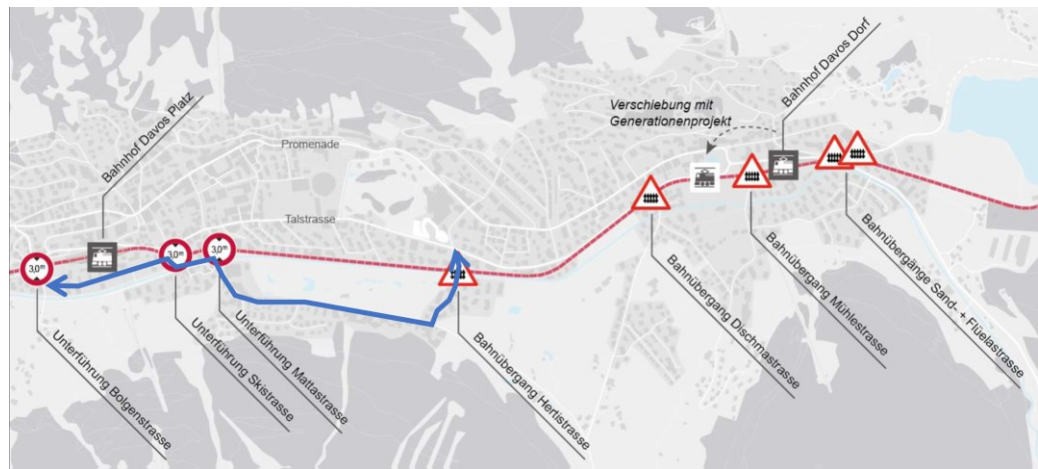 Bahnhof Davos Platz
Promenade
Talstrasse
Verschiebung mit
Generationenprojekt
Bahnhof Davos Dorf
3,0m
3,0m
3,0m
Unterführung Bolgenstrasse
Unterführung Skistrasse
Unterführung Mattastrasse
Bahnübergang Hertistrasse
Bahnübergang Dischmastrasse
Bahnübergang Mühlestrasse
Bahnübergänge Sand- + Flüelastrasse